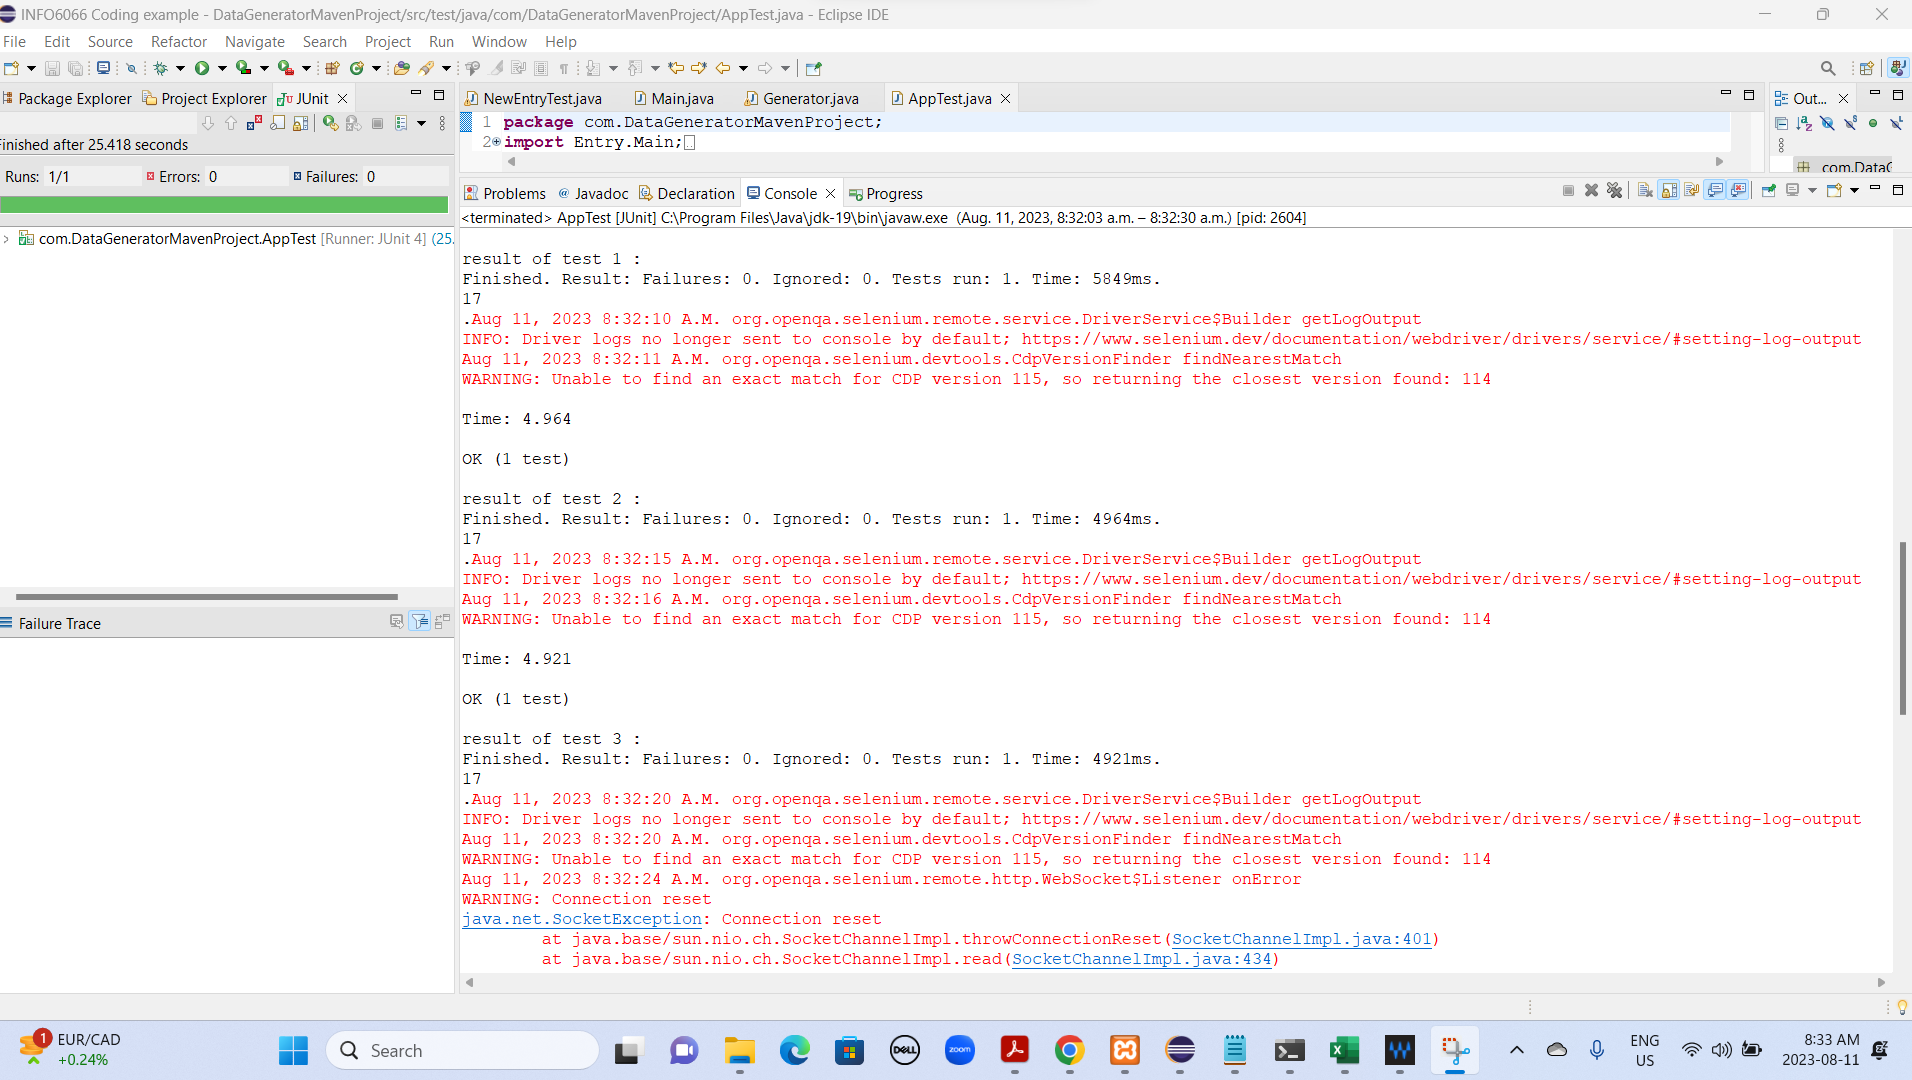 INFO6066 Coding example - DataGeneratorMavenProject/src/test/java/com/DataGeneratorMavenProject/AppTest.java - Eclipse IDE
File Edit Source Refactor Navigate Search Project Run Window Help
Package Explorer Project Explorer JUnit
NewEntryTest.java Main.java Generator.java AppTest.java
Out...
1 package com.DataGeneratorMavenProject;
2 import Entry.Main;
Finished after 25.418 seconds
com.DataG
Runs: 1/1 Errors: 0 Failures: 0
Problems Javadoc Declaration Console Progress
<terminated> AppTest [JUnit] C:\Program Files\Java\jdk-19\bin\javaw.exe (Aug. 11, 2023, 8:32:03 a.m. – 8:32:30 a.m.) [pid: 2604]
com.DataGeneratorMavenProject.AppTest [Runner: JUnit 4] (25.
Failure Trace
result of test 1 :
Finished. Result: Failures: 0. Ignored: 0. Tests run: 1. Time: 5849ms.
17
.Aug 11, 2023 8:32:10 A.M. org.openqa.selenium.remote.service.DriverService$Builder getLogOutput
INFO: Driver logs no longer sent to console by default; https://www.selenium.dev/documentation/webdriver/drivers/service/#setting-log-output
Aug 11, 2023 8:32:11 A.M. org.openqa.selenium.devtools.CdpVersionFinder findNearestMatch
WARNING: Unable to find an exact match for CDP version 115, so returning the closest version found: 114
Time: 4.964
OK (1 test)
result of test 2 :
Finished. Result: Failures: 0. Ignored: 0. Tests run: 1. Time: 4964ms.
17
.Aug 11, 2023 8:32:15 A.M. org.openqa.selenium.remote.service.DriverService$Builder getLogOutput
INFO: Driver logs no longer sent to console by default; https://www.selenium.dev/documentation/webdriver/drivers/service/#setting-log-output
Aug 11, 2023 8:32:16 A.M. org.openqa.selenium.devtools.CdpVersionFinder findNearestMatch
WARNING: Unable to find an exact match for CDP version 115, so returning the closest version found: 114
Time: 4.921
OK (1 test)
result of test 3 :
Finished. Result: Failures: 0. Ignored: 0. Tests run: 1. Time: 4921ms.
17
.Aug 11, 2023 8:32:20 A.M. org.openqa.selenium.remote.service.DriverService$Builder getLogOutput
INFO: Driver logs no longer sent to console by default; https://www.selenium.dev/documentation/webdriver/drivers/service/#setting-log-output
Aug 11, 2023 8:32:20 A.M. org.openqa.selenium.devtools.CdpVersionFinder findNearestMatch
WARNING: Unable to find an exact match for CDP version 115, so returning the closest version found: 114
Aug 11, 2023 8:32:24 A.M. org.openqa.selenium.remote.http.WebSocket$Listener onError
WARNING: Connection reset
java.net.SocketException: Connection reset
at java.base/sun.nio.ch.SocketChannelImpl.throwConnectionReset(SocketChannelImpl.java:401)
at java.base/sun.nio.ch.SocketChannelImpl.read(SocketChannelImpl.java:434)
1 EUR/CAD
+0.24%
Search
DELL
zoom
ENG
US
8:33 AM
2023-08-11